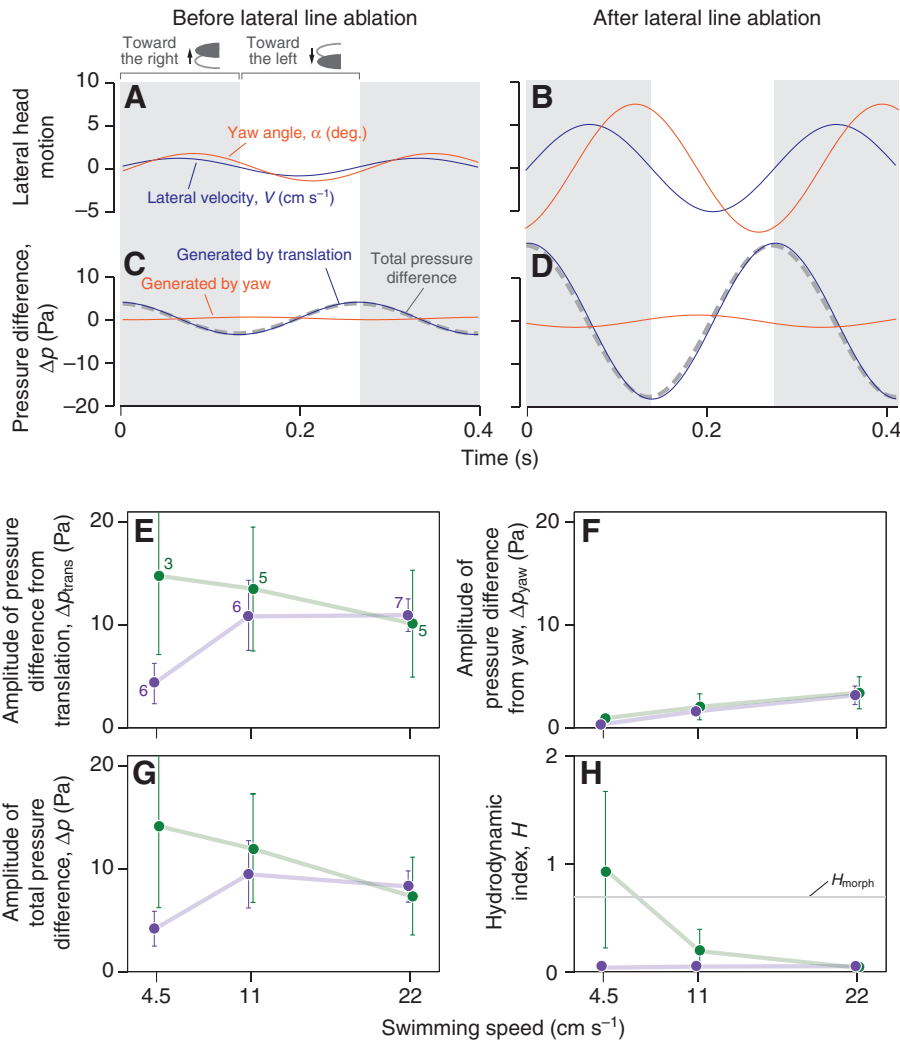 Before lateral line ablation
After lateral line ablation
Toward
the right
Toward
the left
A
B
Lateral head
motion
10
5
0
–5
Yaw angle, α (deg.)
Lateral velocity, V (cm s⁻¹)
C
D
Pressure difference,
Δp (Pa)
10
0
–10
–20
Generated by translation
Generated by yaw
Total pressure
difference
0
0.2
0.4
0
0.2
0.4
Time (s)
E
F
Amplitude of pressure
difference from
translation, Δp_trans (Pa)
20
10
0
3
5
6
7
5
6
Amplitude of
pressure difference
from yaw, Δp_yaw (Pa)
20
10
0
G
H
Amplitude of
total pressure
difference, Δp (Pa)
20
10
0
4.5
11
22
Hydrodynamic
index, H
2
1
0
H_morph
4.5
11
22
Swimming speed (cm s⁻¹)